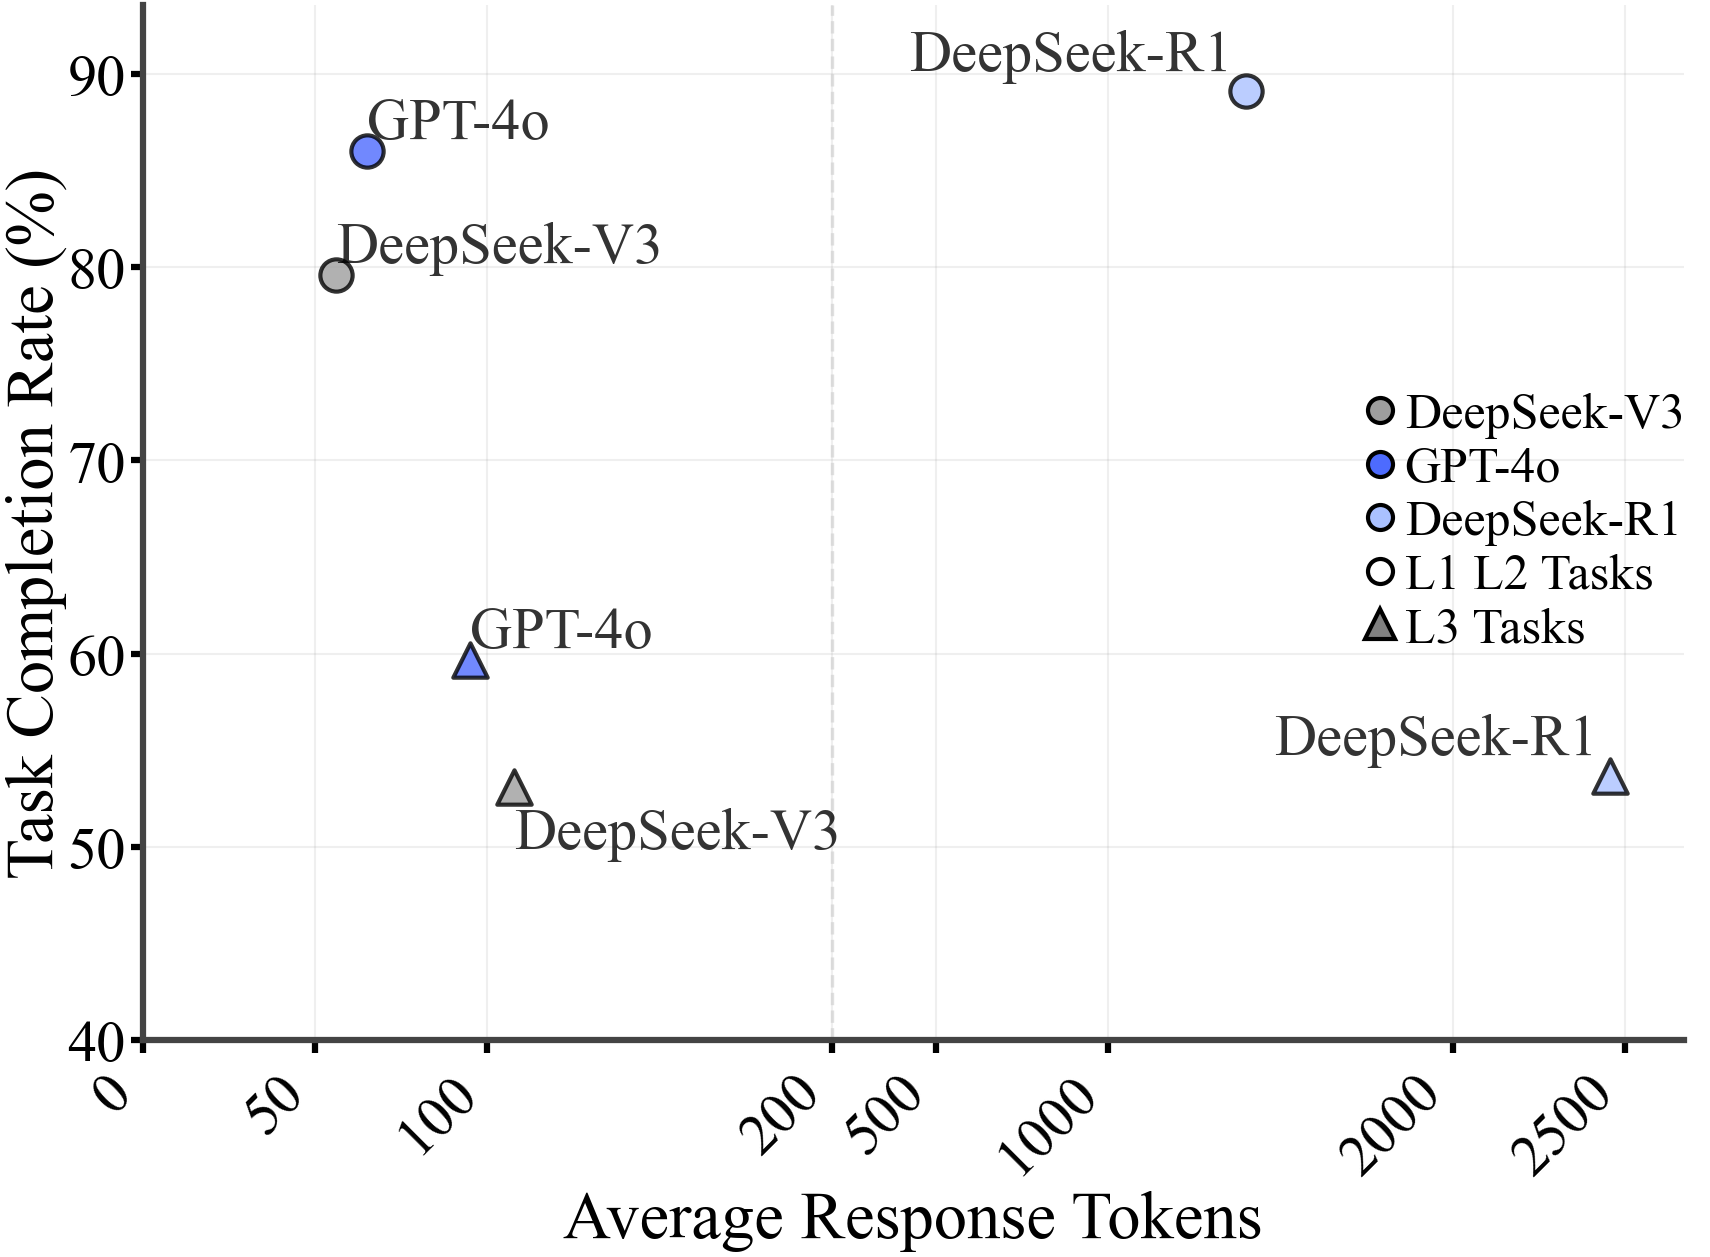 Task Completion Rate (%)
90
80
70
60
50
40
DeepSeek-R1
GPT-4o
DeepSeek-V3
GPT-4o
DeepSeek-R1
DeepSeek-V3
DeepSeek-V3
GPT-4o
DeepSeek-R1
L1 L2 Tasks
L3 Tasks
0 50 100 200 500 1000 2000 2500
Average Response Tokens